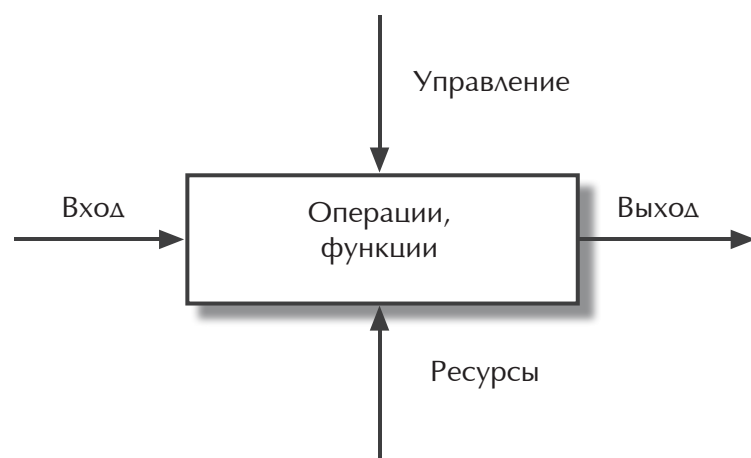 Управление
Вход
Операции,
функции
Выход
Ресурсы